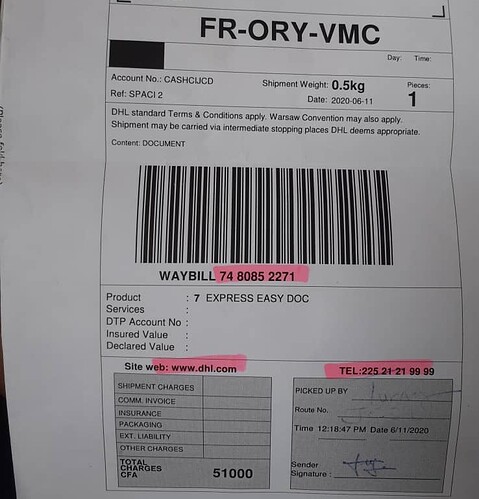 FR-ORY-VMC
Day: Time:
Account No.: CASHCIJCD Shipment Weight: 0.5kg Pieces:
Ref: SPACI 2 Date: 2020-06-11 1
DHL standard Terms & Conditions apply. Warsaw Convention may also apply.
Shipment may be carried via intermediate stopping places DHL deems appropriate.
Content: DOCUMENT
WAYBILL 74 8085 2271
Product : 7 EXPRESS EASY DOC
Services :
DTP Account No :
Insured Value :
Declared Value :
Site web: www.dhl.com TEL:225 21 21 99 99
SHIPMENT CHARGES
COMM. INVOICE
INSURANCE
PACKAGING
EXT. LIABILITY
OTHER CHARGES
TOTAL
CHARGES
CFA 51000
PICKED UP BY
Route No.
Time 12:18:47 PM Date 6/11/2020
Sender
Signature :